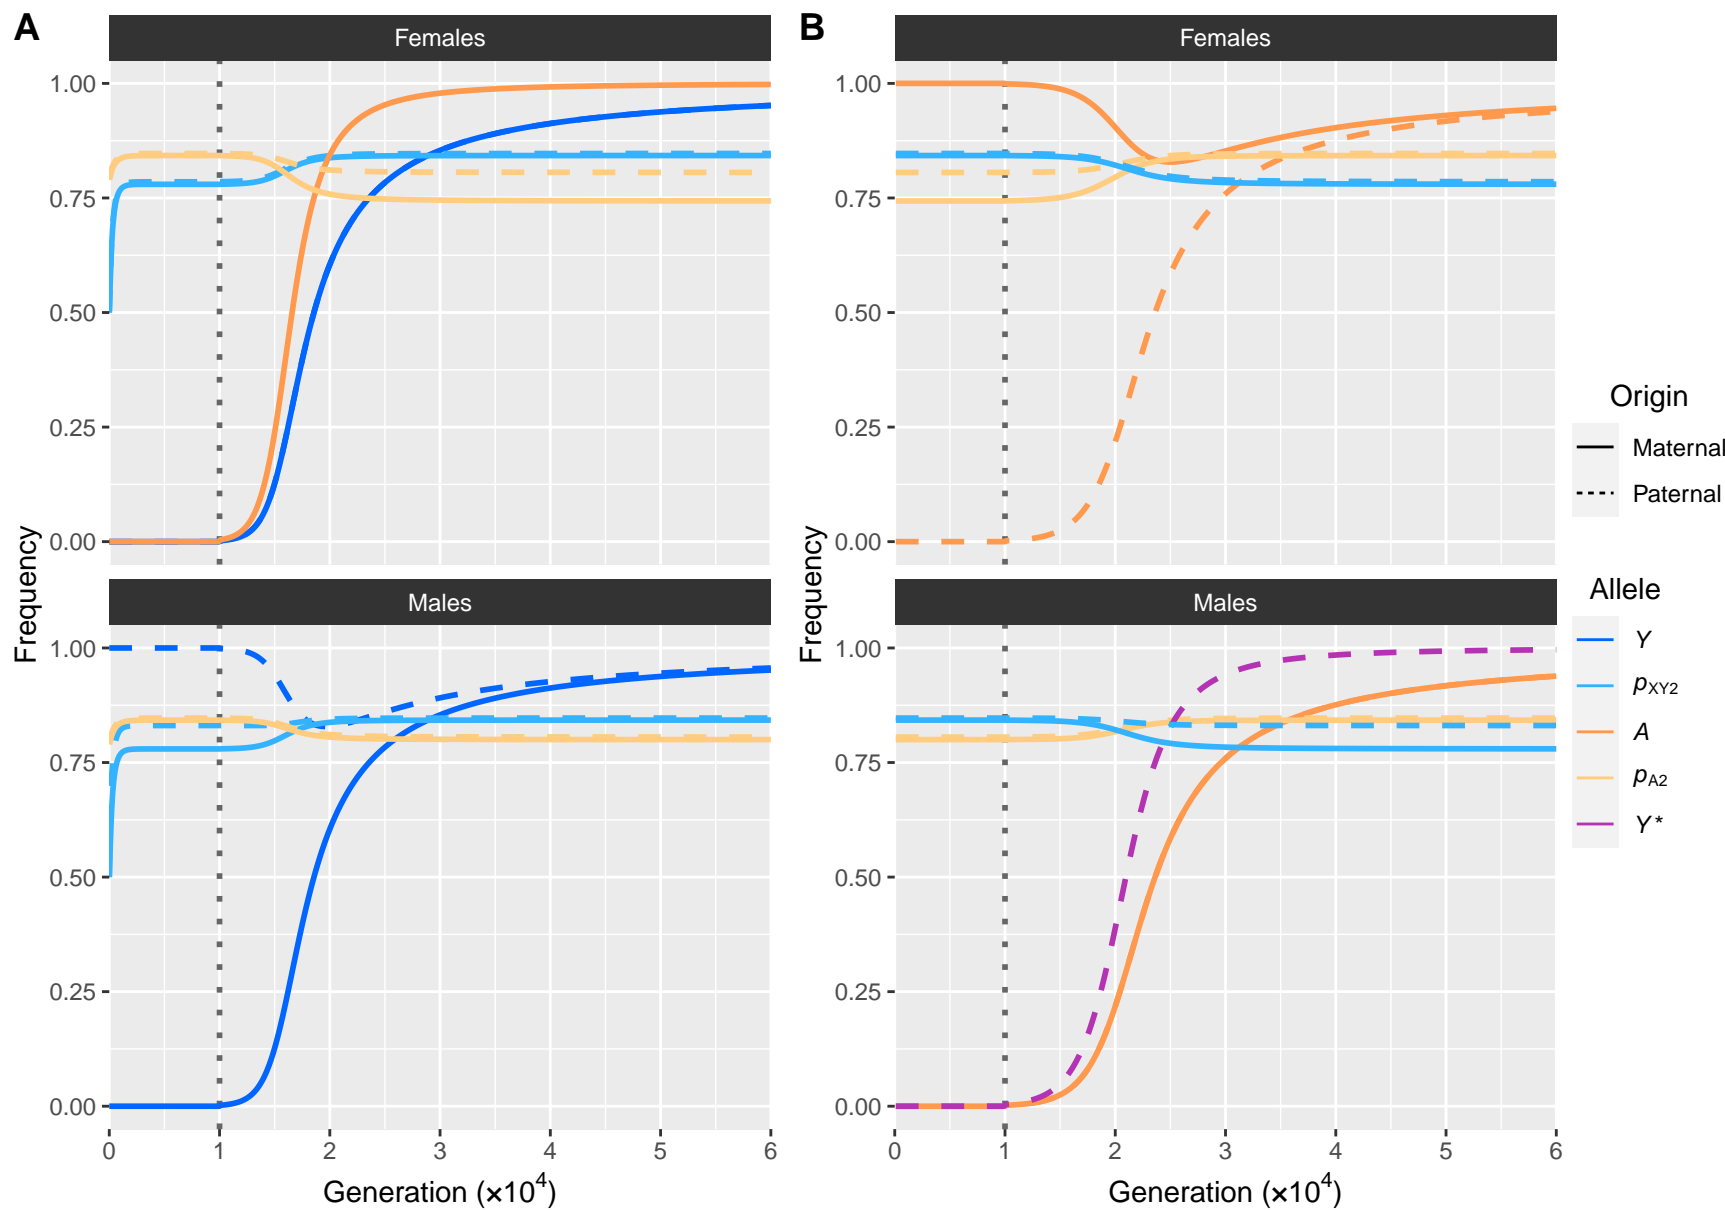 A
Females
1.00
0.75
0.50
0.25
0.00
Males
1.00
0.75
0.50
0.25
0.00
0 1 2 3 4 5 6
Frequency
Generation (×10⁴)
B
Females
1.00
0.75
0.50
0.25
0.00
Males
1.00
0.75
0.50
0.25
0.00
0 1 2 3 4 5 6
Frequency
Generation (×10⁴)
Origin
Maternal
Paternal
Allele
Y
pXY2
A
pA2
Y*